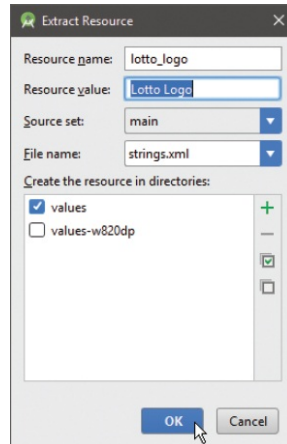 Extract Resource
Resource name: lotto_logo
Resource value: Lotto Logo
Source set: main
File name: strings.xml
Create the resource in directories:
values
values-w820dp
OK Cancel